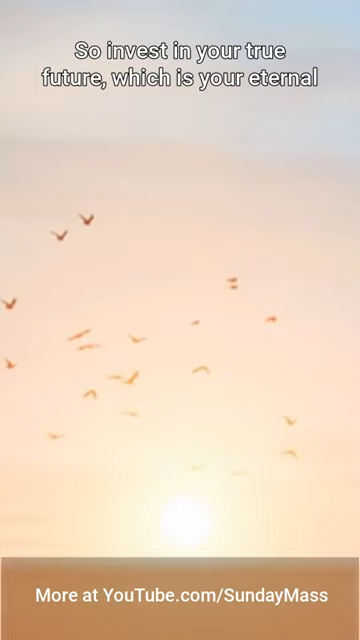 So invest in your true
future, which is your eternal
More at YouTube.com/SundayMass